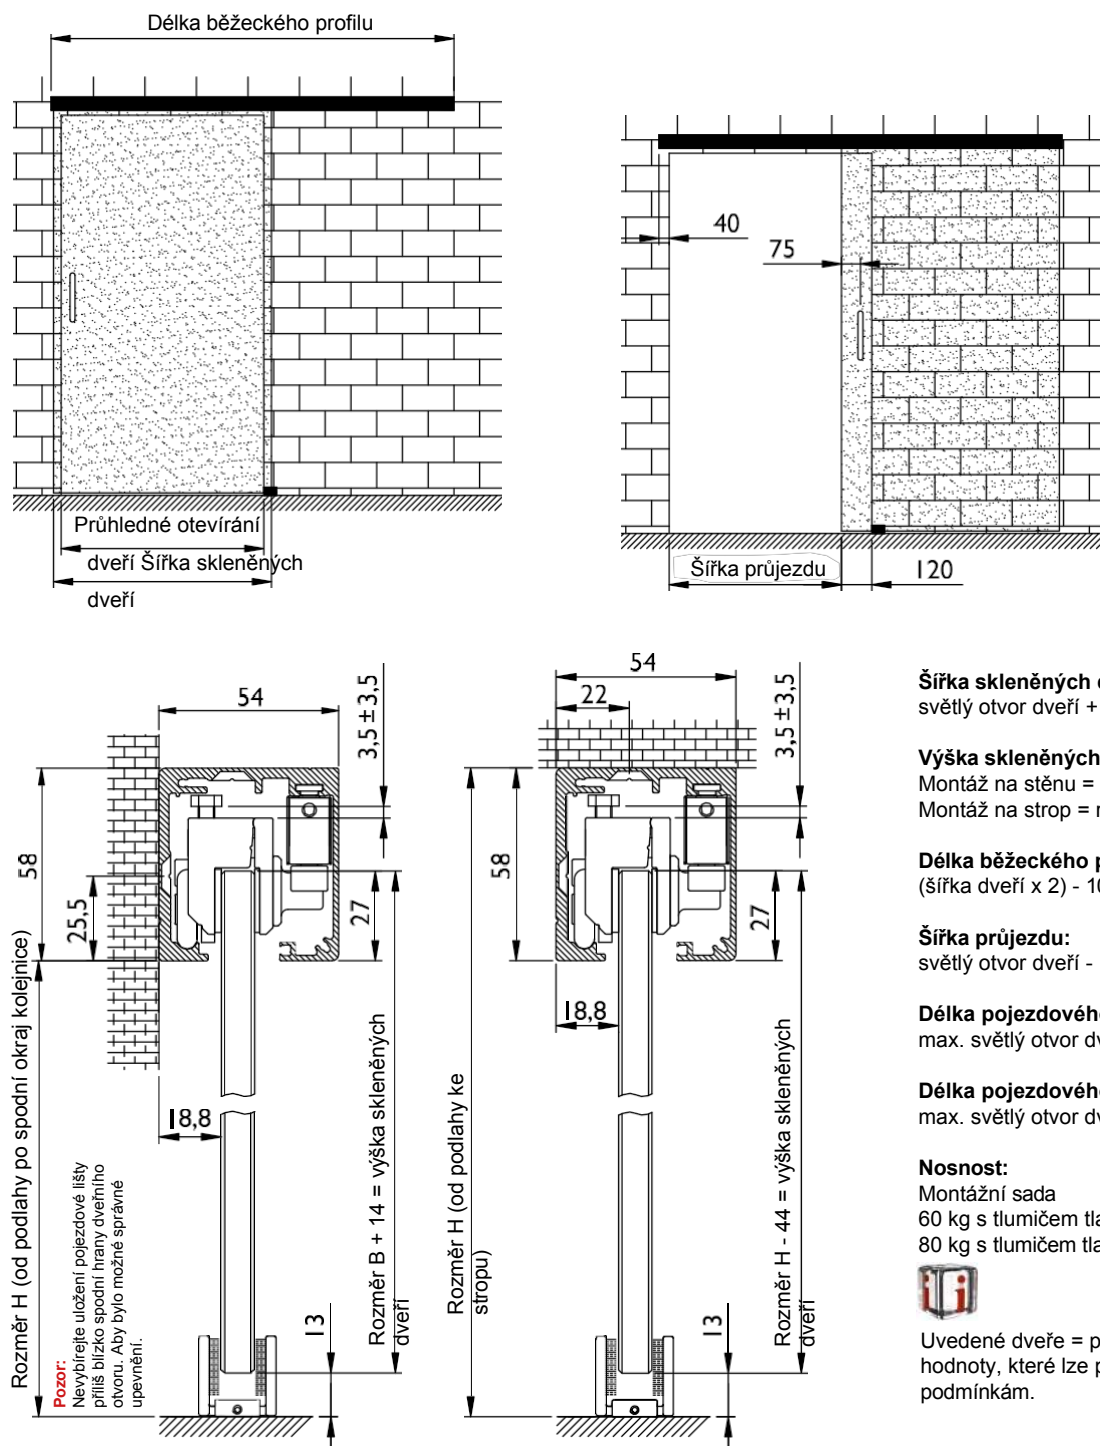 Délka běžeckého profilu
40
75
Průhledné otevírání
dveří Šířka skleněných
dveří
Šířka průjezdu
120
54
3,5±3,5
58
25,5
27
18,8
13
Rozměr H (od podlahy po spodní okraj kolejnice)
Pozor:
Nevybírejte uložení pojezdové lišty
příliš blízko spodní hrany dveřního
otvoru. Aby bylo možné správné
upevnění.
Rozměr B + 14 = výška skleněných
dveří
54
22
3,5±3,5
58
27
18,8
13
Rozměr H (od podlahy ke
stropu)
Rozměr H - 44 = výška skleněných
dveří
Šířka skleněných
světlý otvor dveří +
Výška skleněných
Montáž na stěnu =
Montáž na strop =
Délka běžeckého
(šířka dveří x 2) - 10
Šířka průjezdu:
světlý otvor dveří -
Délka pojezdového
max. světlý otvor
Délka pojezdového
max. světlý otvor
Nosnost:
Montážní sada
60 kg s tlumičem
80 kg s tlumičem
Uvedené dveře =
hodnoty, které lze
podmínkám.